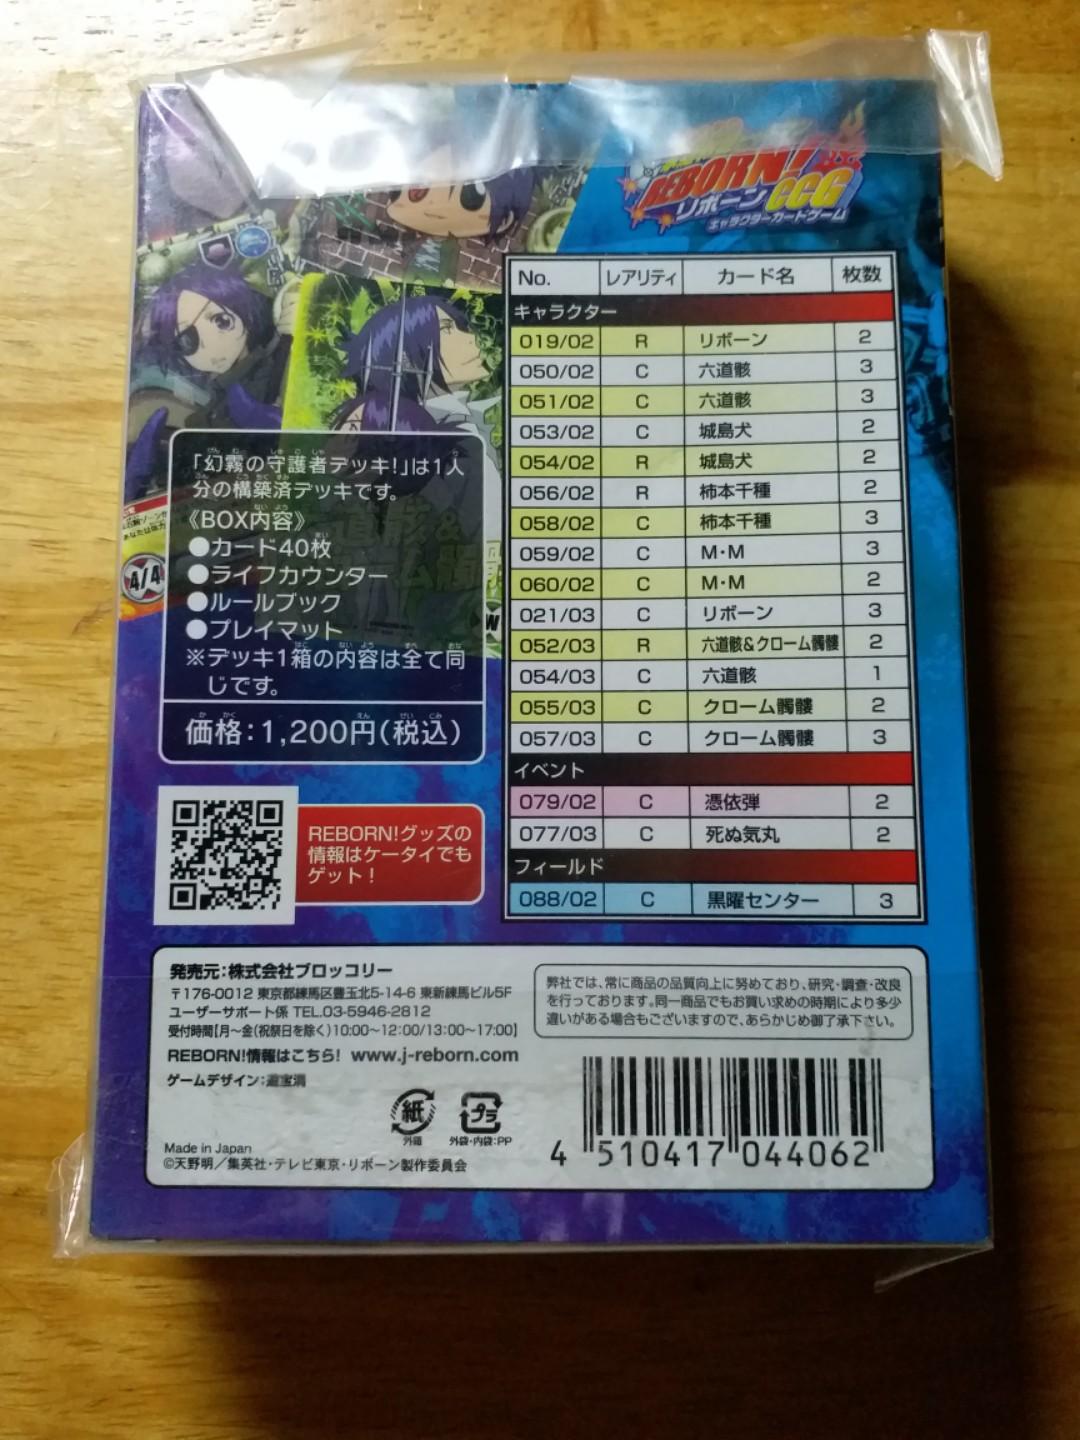 REBORN!
リボーン CCG
キャラクターカードゲーム
No. レアリティ カード名 枚数
キャラクター
019/02 R リボーン 2
050/02 C 六道骸 3
051/02 C 六道骸 3
053/02 C 城島犬 2
054/02 R 城島犬 2
056/02 R 柿本千種 2
058/02 C 柿本千種 3
059/02 C M・M 3
060/02 C M・M 2
021/03 C リボーン 3
052/03 R 六道骸&クローム髑髏 2
054/03 C 六道骸 1
055/03 C クローム髑髏 2
057/03 C クローム髑髏 3
イベント
079/02 C 憑依弾 2
077/03 C 死ぬ気丸 2
フィールド
088/02 C 黒曜センター 3
4/4
「幻霧の守護者デッキ!」は1人
分の構築済デッキです。
《BOX内容》
●カード40枚
●ライフカウンター
●ルールブック
●プレイマット
※デッキ1箱の内容は全て同
じです。
価格:1,200円(税込)
REBORN!グッズの
情報はケータイでも
ゲット!
発売元:株式会社ブロッコリー
〒176-0012 東京都練馬区豊玉北5-14-6 東新練馬ビル5F
ユーザーサポート係 TEL.03-5946-2812
受付時間【月〜金(祝祭日を除く)10:00〜12:00/13:00〜17:00】
REBORN!情報はこちら! www.j-reborn.com
ゲームデザイン:遊宝洞
弊社では、常に商品の品質向上に努めており、研究・調査・改良
を行っております。同一商品でもお買い求めの時期により多少
違いがある場合もございますので、あらかじめ御了承下さい。
紙
外箱
プラ
外袋・内袋:PP
Made in Japan
©天野明/集英社・テレビ東京・リボーン製作委員会
4 510417 044062